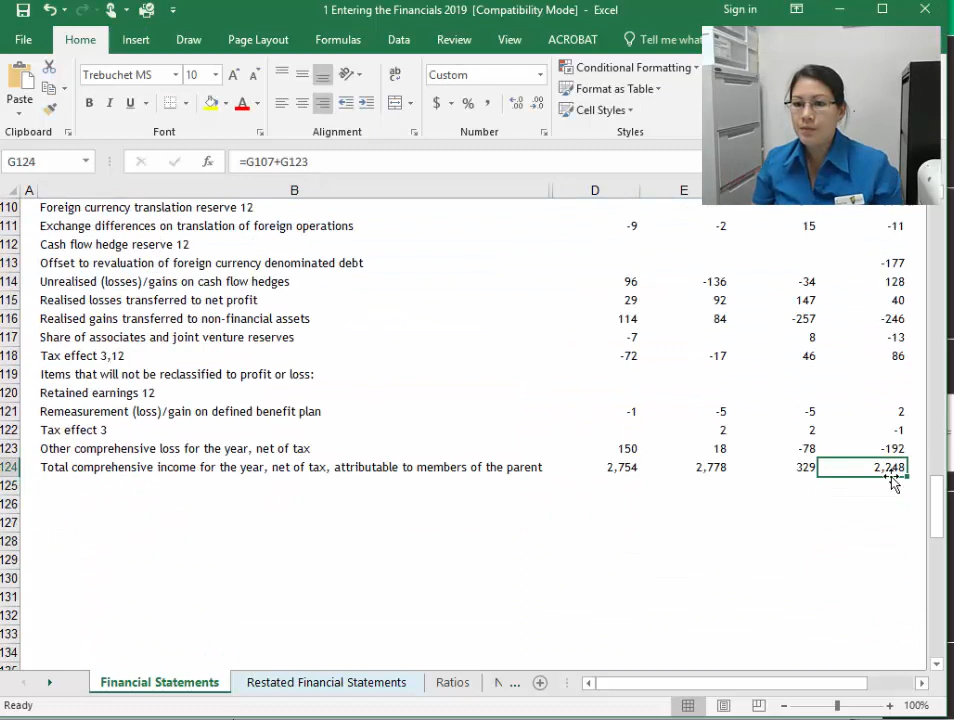 1 Entering the Financials 2019 [Compatibility Mode] - Excel
Sign in
File Home Insert Draw Page Layout Formulas Data Review View ACROBAT Tell me what
Paste
Trebuchet MS 10
Custom
Conditional Formatting
Format as Table
Cell Styles
Clipboard Font Alignment Number Styles
G124 =G107+G123
A B D E
110 Foreign currency translation reserve 12
111 Exchange differences on translation of foreign operations -9 -2 15 -11
112 Cash flow hedge reserve 12
113 Offset to revaluation of foreign currency denominated debt -177
114 Unrealised (losses)/gains on cash flow hedges 96 -136 -34 128
115 Realised losses transferred to net profit 29 92 147 40
116 Realised gains transferred to non-financial assets 114 84 -257 -246
117 Share of associates and joint venture reserves -7 8 -13
118 Tax effect 3,12 -72 -17 46 86
119 Items that will not be reclassified to profit or loss:
120 Retained earnings 12
121 Remeasurement (loss)/gain on defined benefit plan -1 -5 -5 2
122 Tax effect 3 2 2 -1
123 Other comprehensive loss for the year, net of tax 150 18 -78 -192
124 Total comprehensive income for the year, net of tax, attributable to members of the parent 2,754 2,778 329 2,248
125
126
127
128
129
130
131
132
133
134
Financial Statements Restated Financial Statements Ratios N ...
Ready 100%